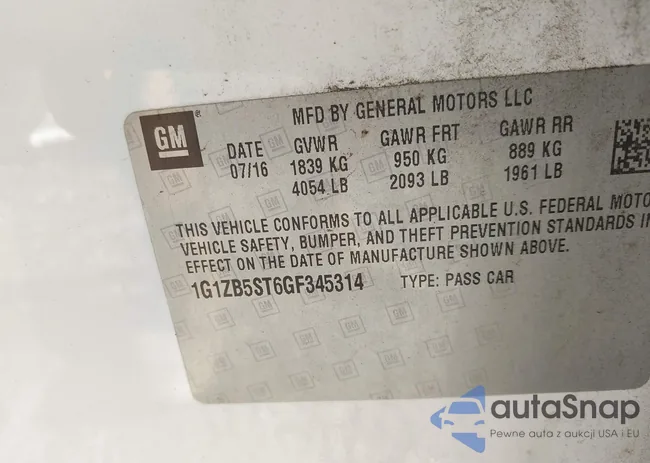 MFD BY GENERAL MOTORS LLC
GM
DATE GVWR GAWR FRT GAWR RR
07/16 1839 KG 950 KG 889 KG
4054 LB 2093 LB 1961 LB
THIS VEHICLE CONFORMS TO ALL APPLICABLE U.S. FEDERAL MOTO
VEHICLE SAFETY, BUMPER, AND THEFT PREVENTION STANDARDS IN
EFFECT ON THE DATE OF MANUFACTURE SHOWN ABOVE.
1G1ZB5ST6GF345314 TYPE: PASS CAR
autaSnap
Pewne auta z aukcji USA i EU